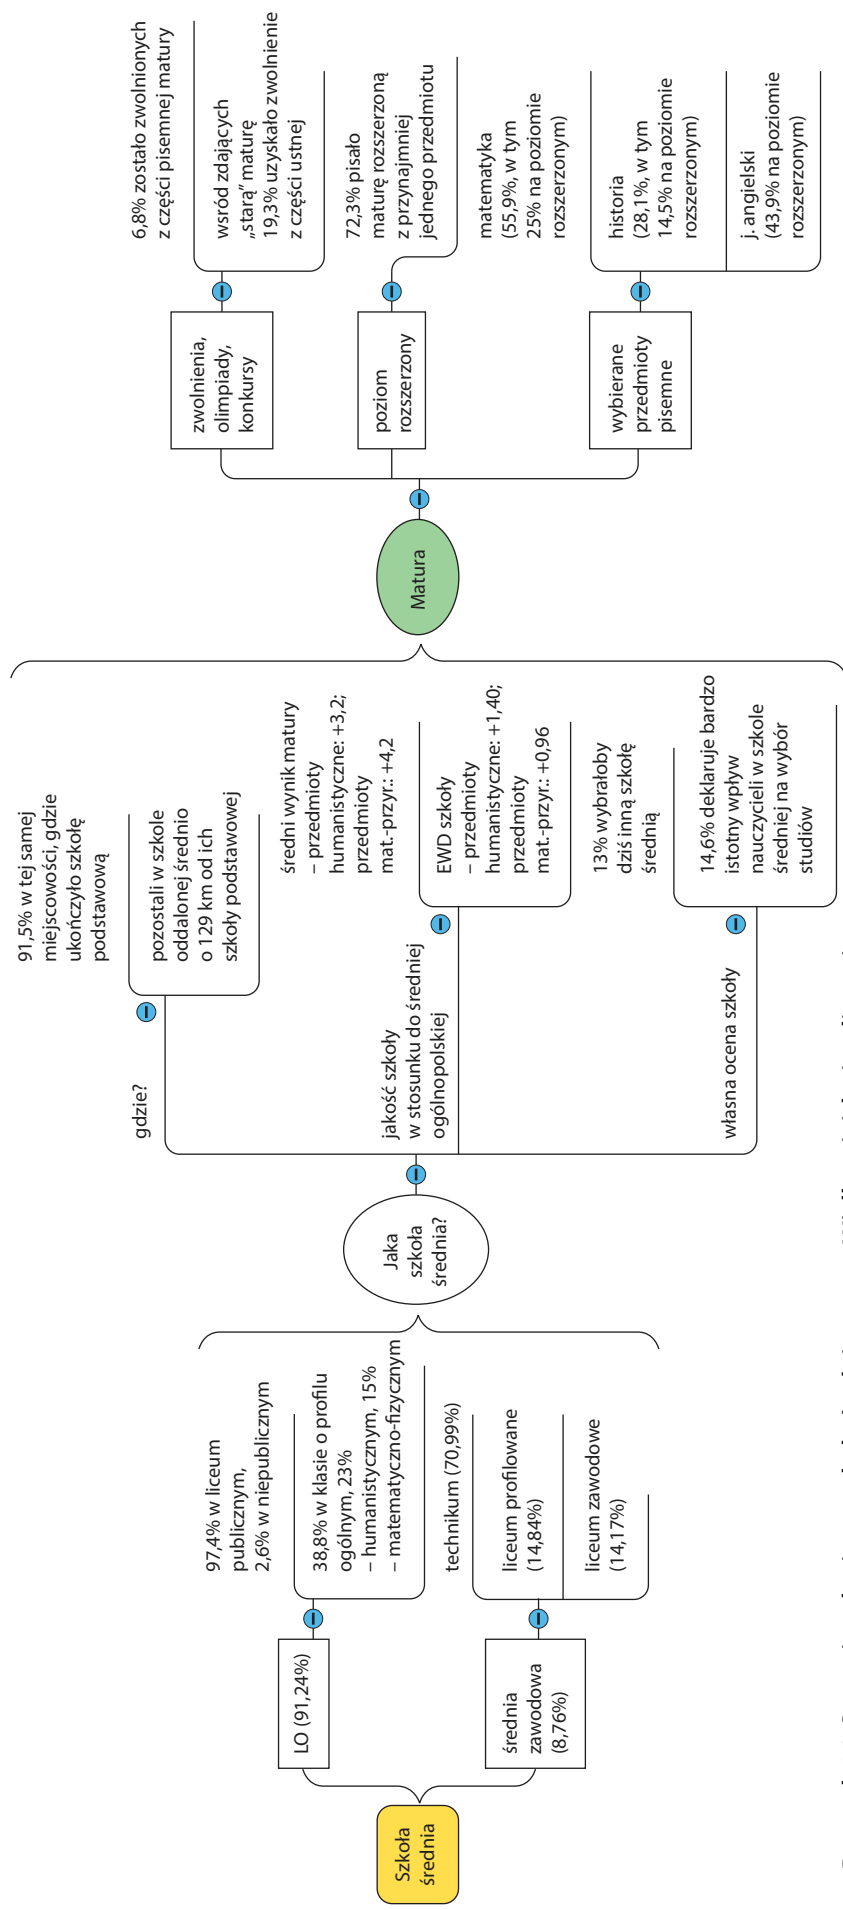 Szkoła
średnia
LO (91,24%)
97,4% w liceum
publicznym,
2,6% w niepublicznym
38,8% w klasie o profilu
ogólnym, 23%
– humanistycznym, 15%
– matematyczno-fizycznym
średnia
zawodowa
(8,76%)
technikum (70,99%)
liceum profilowane
(14,84%)
liceum zawodowe
(14,17%)
Jaka
szkoła
średnia?
gdzie?
91,5% w tej samej
miejscowości, gdzie
ukończyło szkołę
podstawową
pozostali w szkole
oddalonej średnio
o 129 km od ich
szkoły podstawowej
jakość szkoły
w stosunku do średniej
ogólnopolskiej
średni wynik matury
– przedmioty
humanistyczne: +3,2;
przedmioty
mat.-przyr.: +4,2
EWD szkoły
– przedmioty
humanistyczne: +1,40;
przedmioty
mat.-przyr.: +0,96
własna ocena szkoły
13% wybrałoby
dziś inną szkołę
średnią
14,6% deklaruje bardzo
istotny wpływ
nauczycieli w szkole
średniej na wybór
studiów
Matura
zwolnienia,
olimpiady,
konkursy
6,8% zostało zwolnionych
z części pisemnej matury
wsród zdających
„starą” maturę
19,3% uzyskało zwolnienie
z części ustnej
poziom
rozszerzony
72,3% pisało
maturę rozszerzoną
z przynajmniej
jednego przedmiotu
wybierane
przedmioty
pisemne
matematyka
(55,9%, w tym
25% na poziomie
rozszerzonym)
historia
(28,1%, w tym
14,5% na poziomie
rozszerzonym)
j. angielski
(43,9% na poziomie
rozszerzonym)